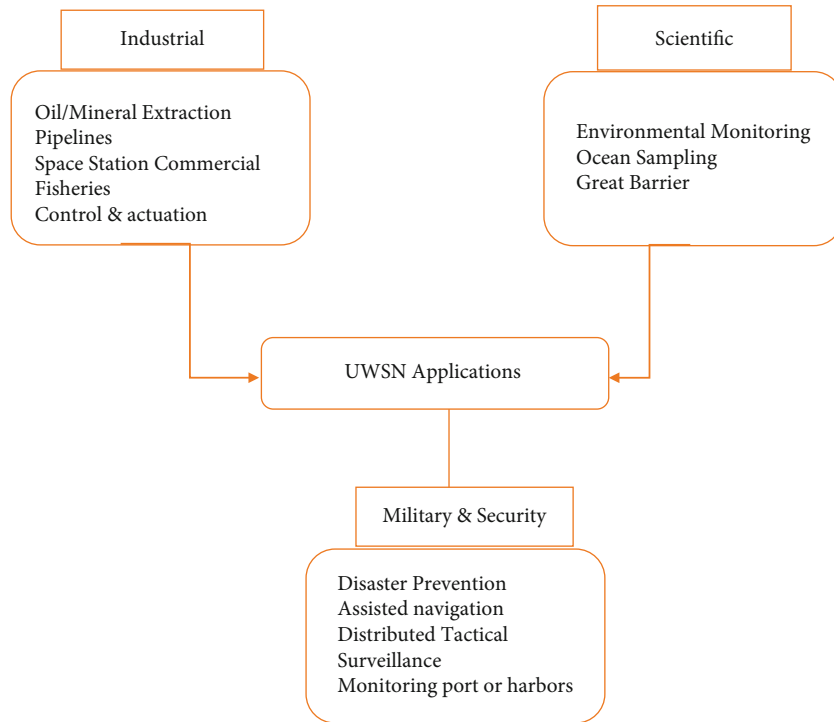 Industrial
Oil/Mineral Extraction
Pipelines
Space Station Commercial
Fisheries
Control & actuation
Scientific
Environmental Monitoring
Ocean Sampling
Great Barrier
UWSN Applications
Military & Security
Disaster Prevention
Assisted navigation
Distributed Tactical
Surveillance
Monitoring port or harbors